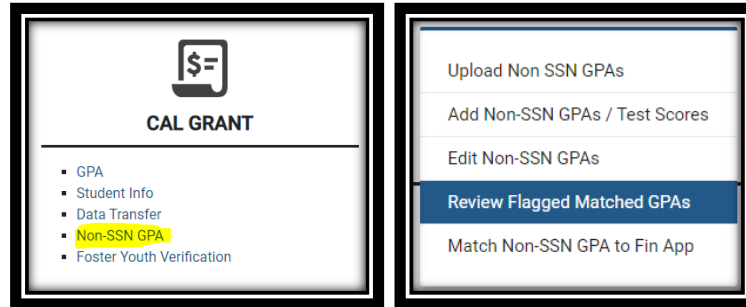 $=
CAL GRANT
GPA
Student Info
Data Transfer
Non-SSN GPA
Foster Youth Verification
Upload Non SSN GPAs
Add Non-SSN GPAs / Test Scores
Edit Non-SSN GPAs
Review Flagged Matched GPAs
Match Non-SSN GPA to Fin App